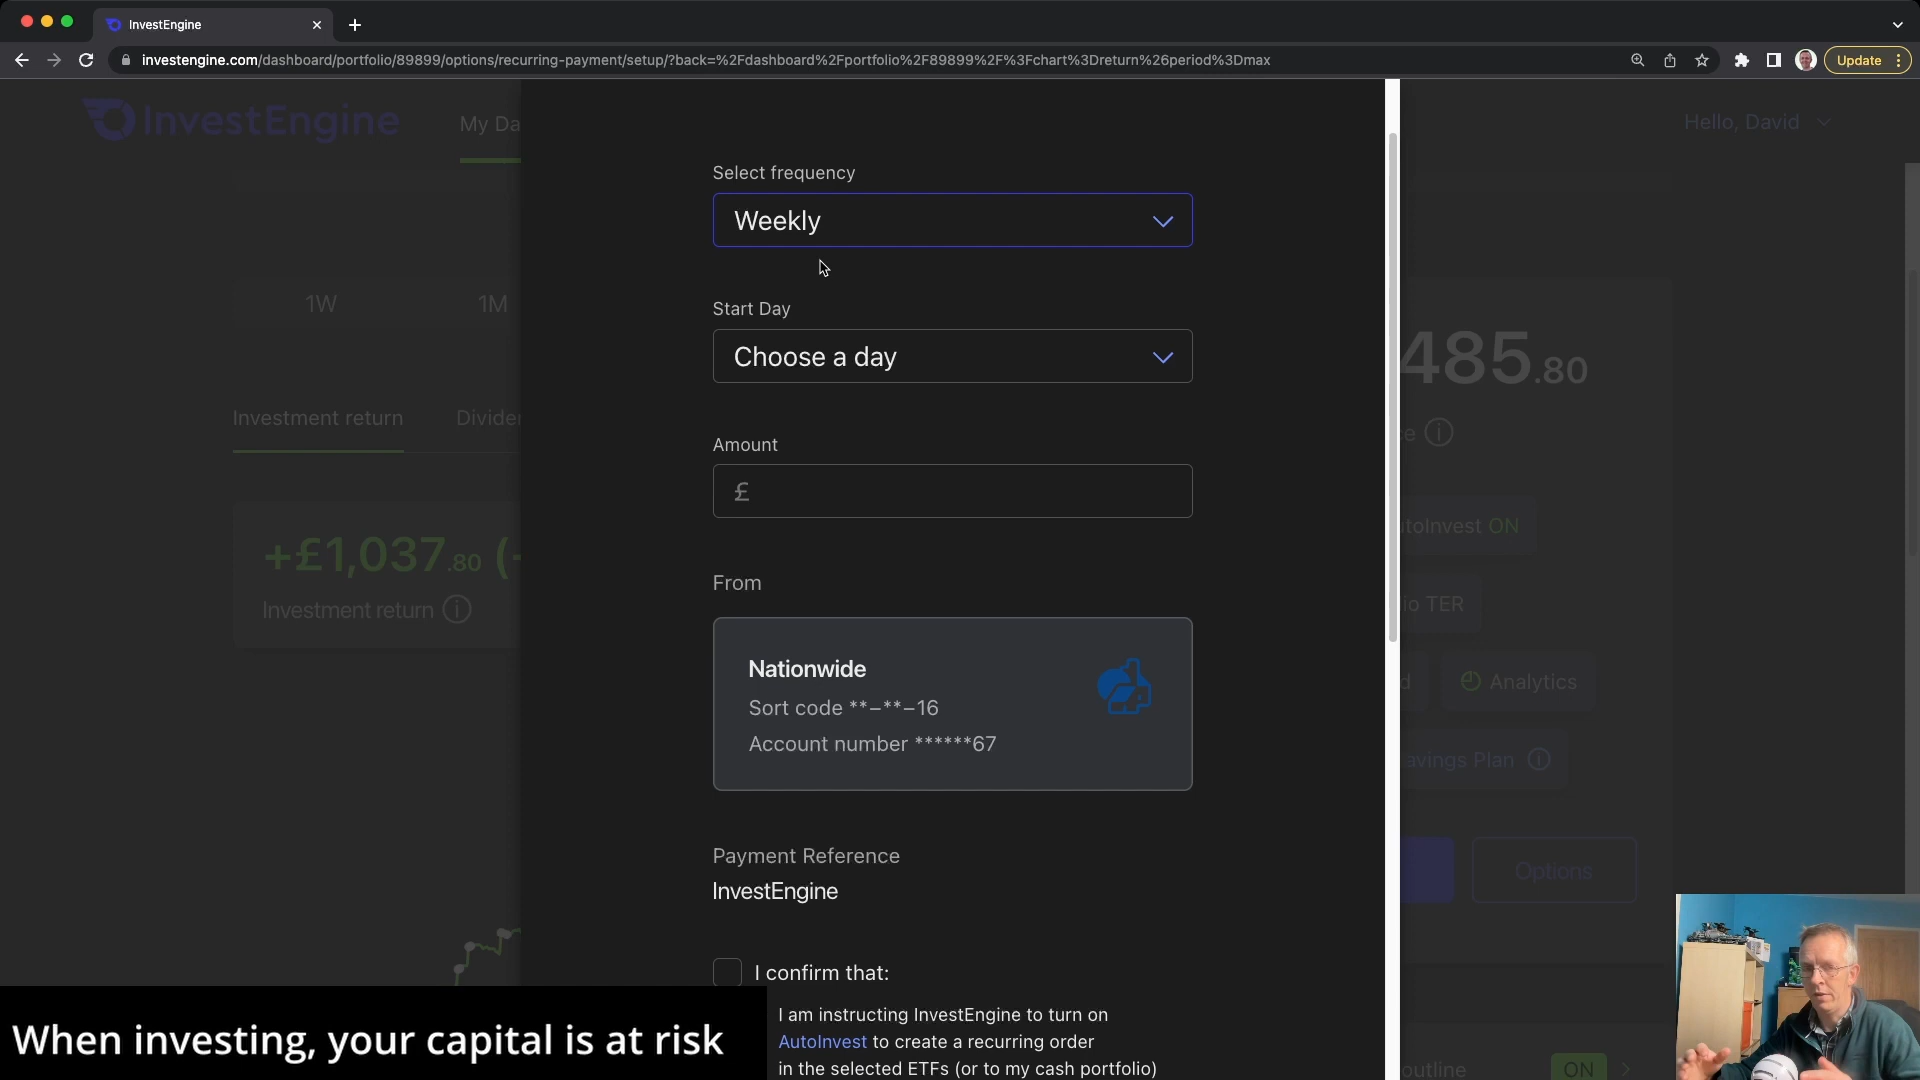 InvestEngine
investengine.com/dashboard/portfolio/89899/options/recurring-payment/setup/?back=%2Fdashboard%2Fportfolio%2F89899%2F%3Fchart%3Dreturn%26period%3Dmax
Update
InvestEngine
My Da
Hello, David
Select frequency
Weekly
Start Day
Choose a day
Amount
£
From
Nationwide
Sort code **–**–16
Account number ******67
Payment Reference
InvestEngine
I confirm that:
I am instructing InvestEngine to turn on
AutoInvest to create a recurring order
in the selected ETFs (or to my cash portfolio)
1W
1M
Investment return
Divide
+£1,037.80 (
Investment return
485.80
ce
toInvest ON
io TER
d
Analytics
avings Plan
Options
outline
ON
When investing, your capital is at risk